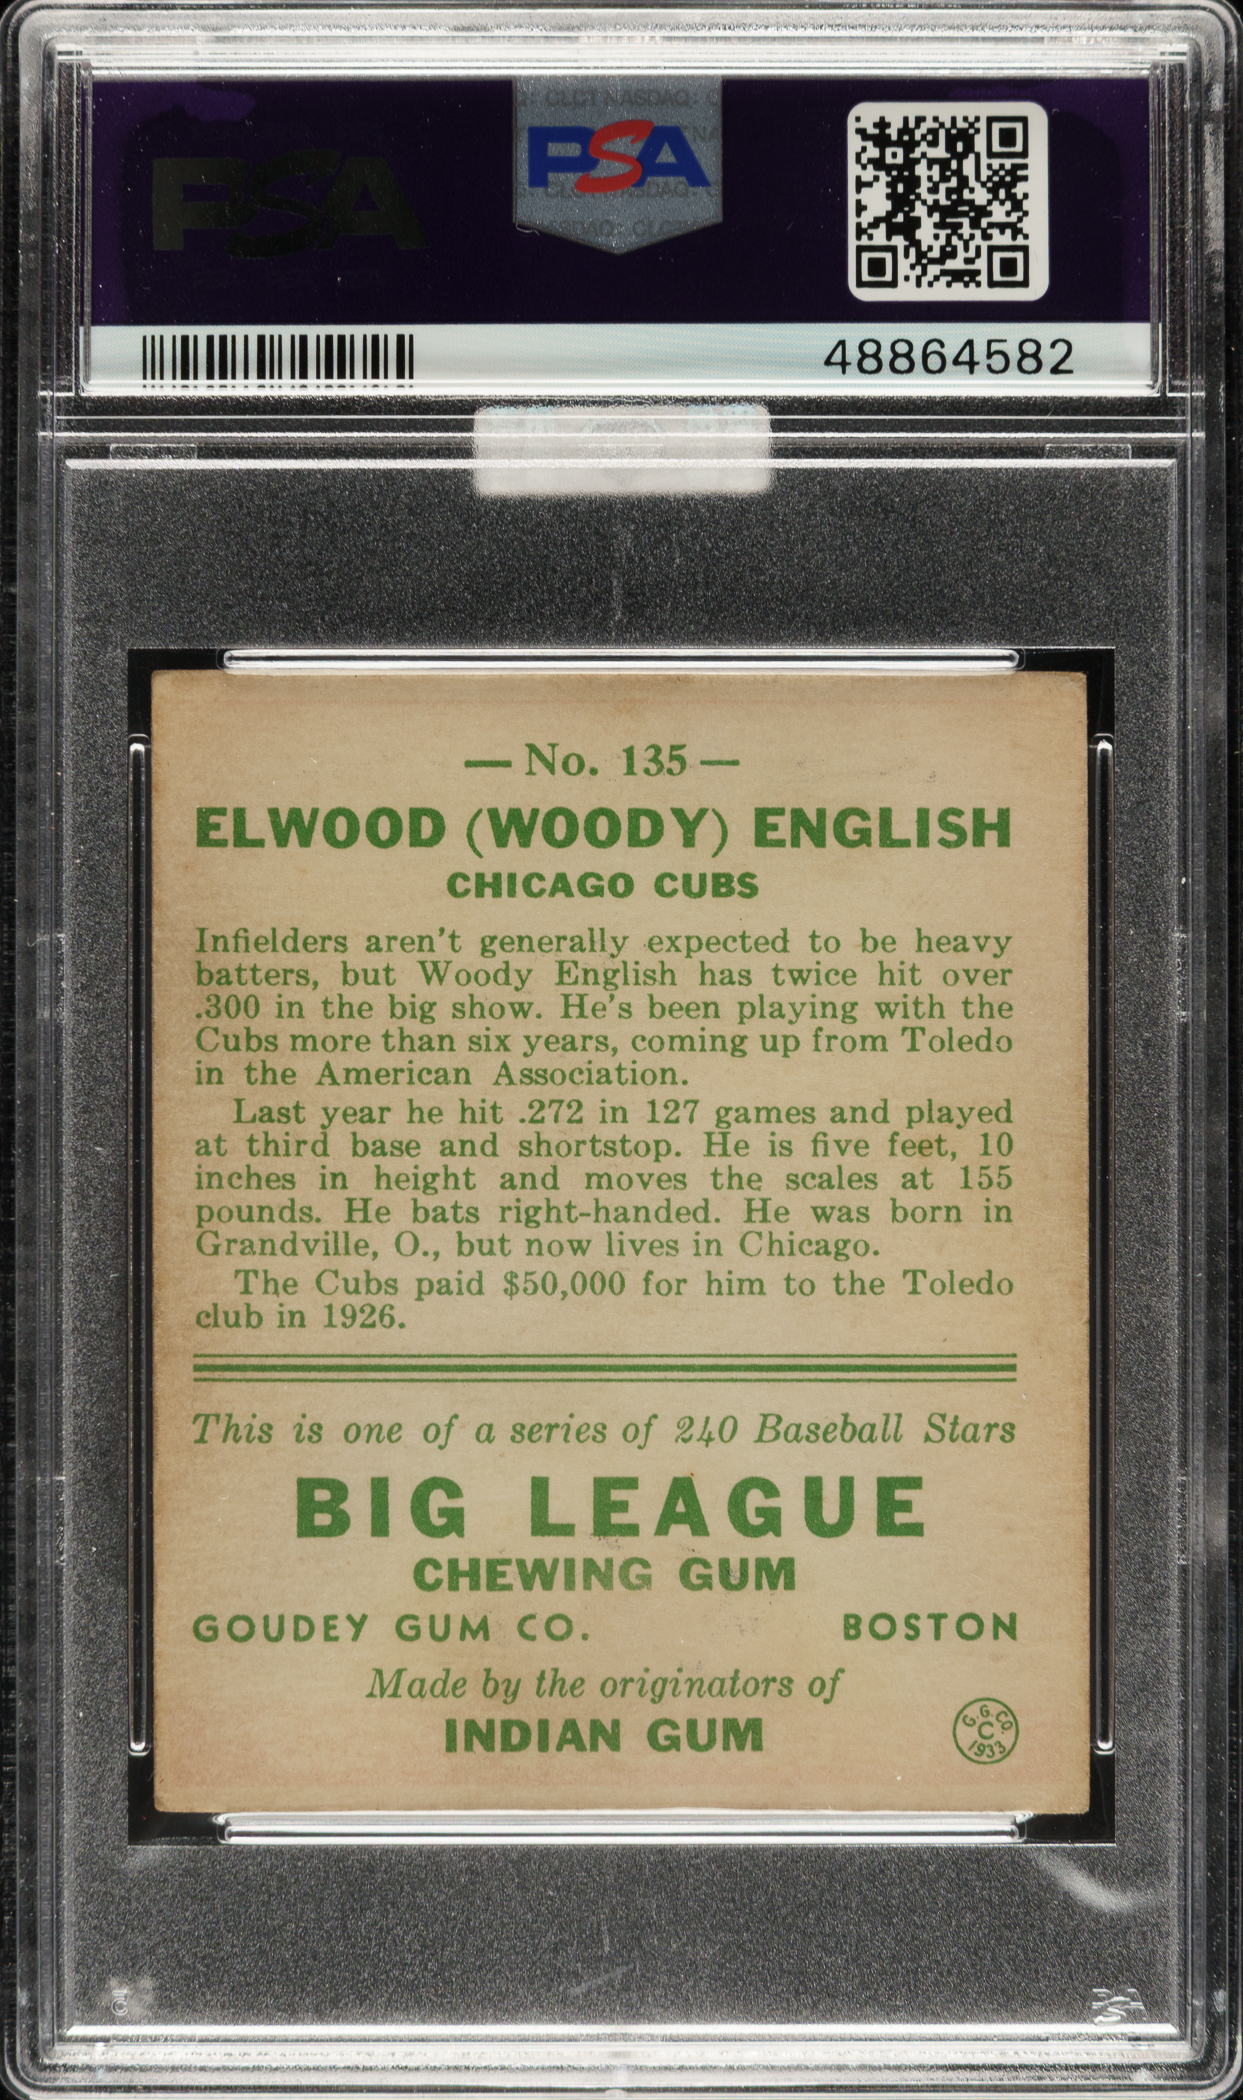 CLCT NASDAQ:
PSA
PSA
48864582
— No. 135 —
ELWOOD (WOODY) ENGLISH
CHICAGO CUBS
Infielders aren't generally expected to be heavy
batters, but Woody English has twice hit over
.300 in the big show. He's been playing with the
Cubs more than six years, coming up from Toledo
in the American Association.
Last year he hit .272 in 127 games and played
at third base and shortstop. He is five feet, 10
inches in height and moves the scales at 155
pounds. He bats right-handed. He was born in
Grandville, O., but now lives in Chicago.
The Cubs paid $50,000 for him to the Toledo
club in 1926.
This is one of a series of 240 Baseball Stars
BIG LEAGUE
CHEWING GUM
GOUDEY GUM CO. BOSTON
Made by the originators of
INDIAN GUM
G.G.CO.
C
1933